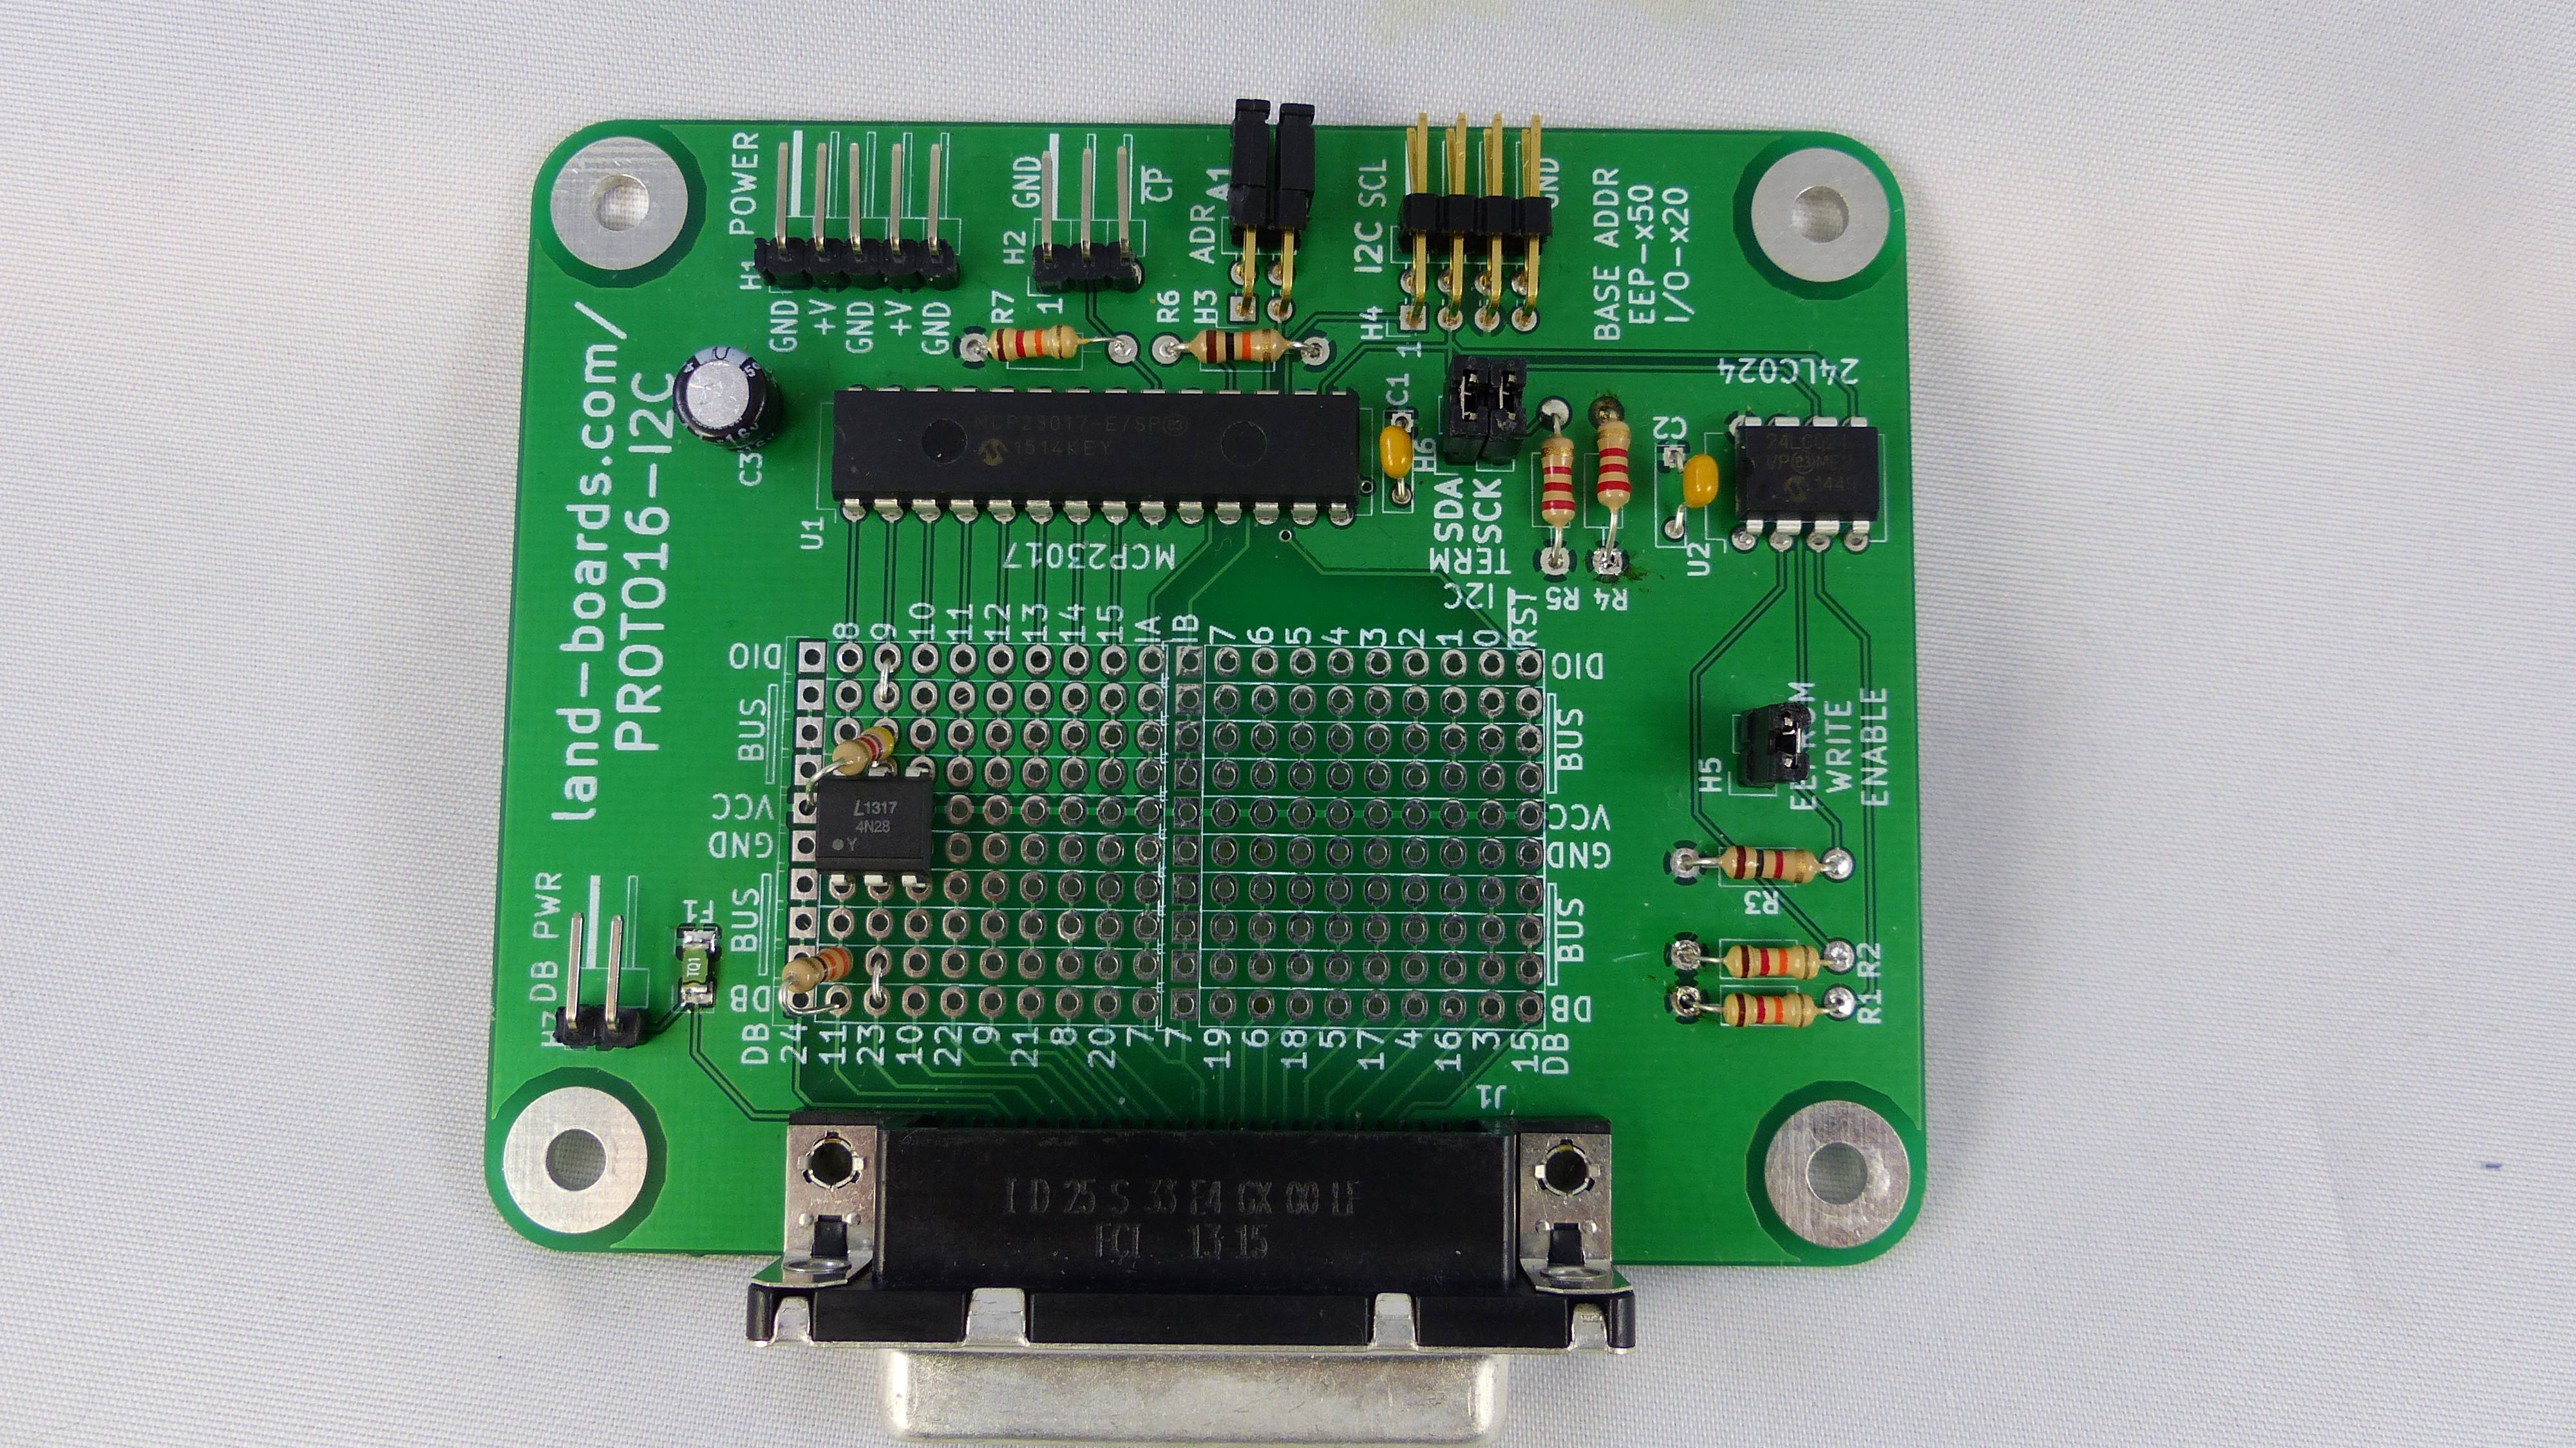 land-boards.com/
PROTO16-I2C
POWER
H1
GND
+V
GND
+V
GND
H2
GND
CP
1
R7
R6
H3
ADR A1
I2C SCL
GND
H4
1
BASE ADDR
EEP-x50
I/O-x20
C3
MCP23017-E/SP
1514KEY
U1
MCP23017
C1
H6
SDA
SCK
TERM
I2C
R5
R4
C2
U2
24LC024
24LC024
I/P
1449
DIO
8
9
10
11
12
13
14
15
IA
IB
7
6
5
4
3
2
1
0
RST
DIO
BUS
BUS
VCC
VCC
GND
GND
BUS
BUS
L1317
4N28
Y
DB
DB
DB
24
11
23
10
22
9
21
8
20
7
7
19
6
18
5
17
4
16
3
15
DB
H5
EEPROM
WRITE
ENABLE
R3
R1
R2
H7
DB PWR
F1
TQ1
J1
I D 25 S 33 E4 GX 00 LF
FCI 13 15